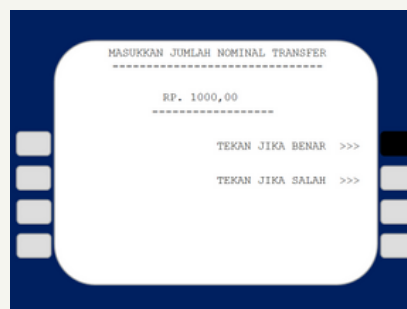 MASUKKAN JUMLAH NOMINAL TRANSFER
-------------------------------
RP. 1000,00
------------------
TEKAN JIKA BENAR >>>
TEKAN JIKA SALAH >>>